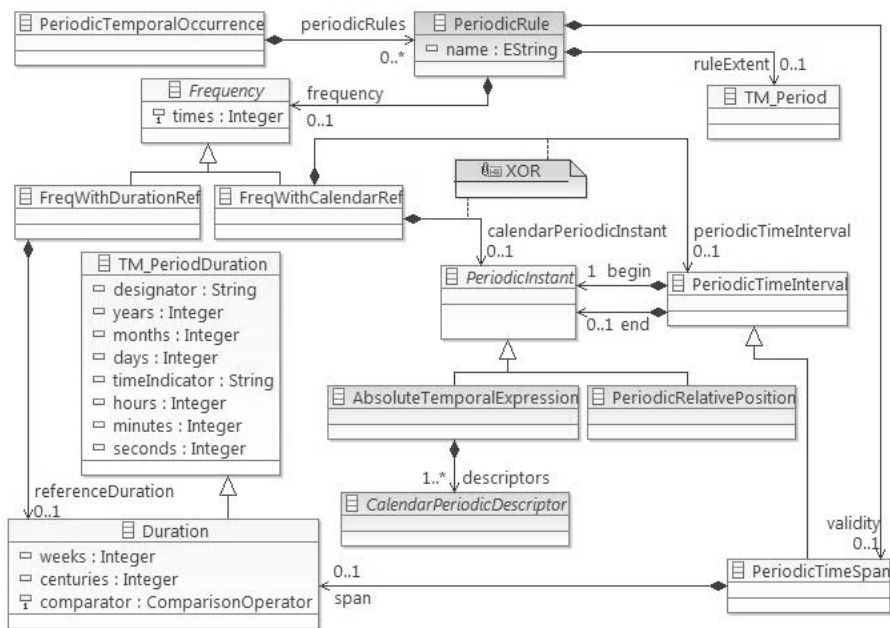 PeriodicTemporalOccurrence
periodicRules
0..*
PeriodicRule
name : EString
ruleExtent
0..1
TM_Period
Frequency
times : Integer
frequency
0..1
XOR
FreqWithDurationRef
FreqWithCalendarRef
calendarPeriodicInstant
0..1
periodicTimeInterval
0..1
TM_PeriodDuration
designator : String
years : Integer
months : Integer
days : Integer
timeIndicator : String
hours : Integer
minutes : Integer
seconds : Integer
PeriodicInstant
1 begin
0..1 end
PeriodicTimeInterval
AbsoluteTemporalExpression
PeriodicRelativePosition
1..* descriptors
CalendarPeriodicDescriptor
referenceDuration
0..1
Duration
weeks : Integer
centuries : Integer
comparator : ComparisonOperator
0..1
span
validity
0..1
PeriodicTimeSpan